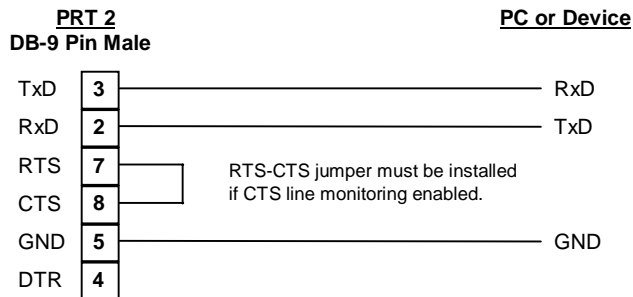 PRT 2
PC or Device
DB-9 Pin Male
TxD 3 RxD
RxD 2 TxD
RTS 7
RTS-CTS jumper must be installed
if CTS line monitoring enabled.
CTS 8
GND 5 GND
DTR 4